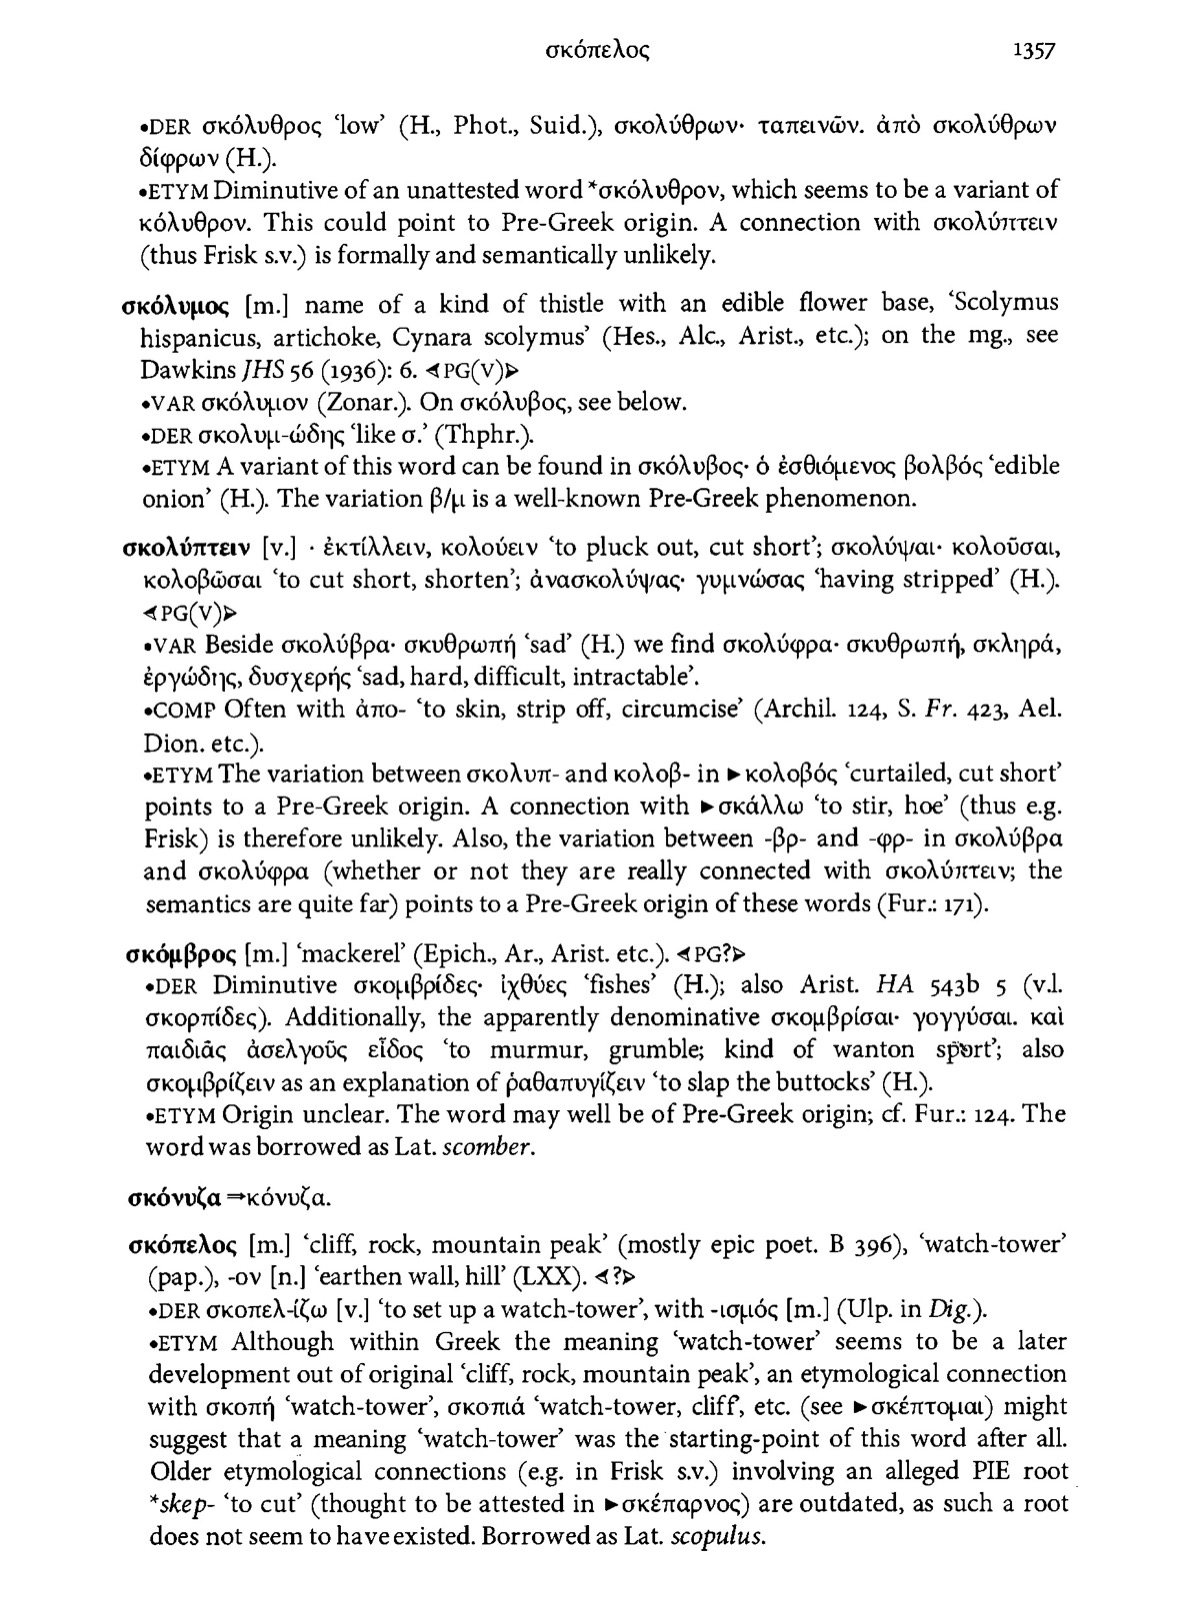 σκόπελος 1357
•DER σκόλυθρος ‘low’ (H., Phot., Suid.), σκολύθρων· ταπεινῶν. ἀπὸ σκολύθρων
δίφρων (H.).
•ETYM Diminutive of an unattested word *σκόλυθρον, which seems to be a variant of
κόλυθρον. This could point to Pre-Greek origin. A connection with σκολύπτειν
(thus Frisk s.v.) is formally and semantically unlikely.
σκόλυμος [m.] name of a kind of thistle with an edible flower base, ‘Scolymus
hispanicus, artichoke, Cynara scolymus’ (Hes., Alc., Arist., etc.); on the mg., see
Dawkins JHS 56 (1936): 6. ⊲PG(V)⊳
•VAR σκόλυμον (Zonar.). On σκόλυβος, see below.
•DER σκολυμ-ώδης ‘like σ.’ (Thphr.).
•ETYM A variant of this word can be found in σκόλυβος· ὁ ἐσθιόμενος βολβός ‘edible
onion’ (H.). The variation β/μ is a well-known Pre-Greek phenomenon.
σκολύπτειν [v.] · ἐκτίλλειν, κολούειν ‘to pluck out, cut short’; σκολύψαι· κολοῦσαι,
κολοβῶσαι ‘to cut short, shorten’; ἀνασκολύψας· γυμνώσας ‘having stripped’ (H.).
⊲PG(V)⊳
•VAR Beside σκολύβρα· σκυθρωπή ‘sad’ (H.) we find σκολύφρα· σκυθρωπή, σκληρά,
ἐργώδης, δυσχερής ‘sad, hard, difficult, intractable’.
•COMP Often with ἀπο- ‘to skin, strip off, circumcise’ (Archil. 124, S. Fr. 423, Ael.
Dion. etc.).
•ETYM The variation between σκολυπ- and κολοβ- in ►κολοβός ‘curtailed, cut short’
points to a Pre-Greek origin. A connection with ►σκάλλω ‘to stir, hoe’ (thus e.g.
Frisk) is therefore unlikely. Also, the variation between -βρ- and -φρ- in σκολύβρα
and σκολύφρα (whether or not they are really connected with σκολύπτειν; the
semantics are quite far) points to a Pre-Greek origin of these words (Fur.: 171).
σκόμβρος [m.] ‘mackerel’ (Epich., Ar., Arist. etc.). ⊲PG?⊳
•DER Diminutive σκομβρίδες· ἰχθύες ‘fishes’ (H.); also Arist. HA 543b 5 (v.l.
σκορπίδες). Additionally, the apparently denominative σκομβρίσαι· γογγύσαι. καὶ
παιδιᾶς ἀσελγοῦς εἶδος ‘to murmur, grumble; kind of wanton sport’; also
σκομβρίζειν as an explanation of ῥαθαπυγίζειν ‘to slap the buttocks’ (H.).
•ETYM Origin unclear. The word may well be of Pre-Greek origin; cf. Fur.: 124. The
word was borrowed as Lat. scomber.
σκόνυζα ⇒κόνυζα.
σκόπελος [m.] ‘cliff, rock, mountain peak’ (mostly epic poet. B 396), ‘watch-tower’
(pap.), -ον [n.] ‘earthen wall, hill’ (LXX). ⊲?⊳
•DER σκοπελ-ίζω [v.] ‘to set up a watch-tower’, with -ισμός [m.] (Ulp. in Dig.).
•ETYM Although within Greek the meaning ‘watch-tower’ seems to be a later
development out of original ‘cliff, rock, mountain peak’, an etymological connection
with σκοπή ‘watch-tower’, σκοπιά ‘watch-tower, cliff’, etc. (see ►σκέπτομαι) might
suggest that a meaning ‘watch-tower’ was the starting-point of this word after all.
Older etymological connections (e.g. in Frisk s.v.) involving an alleged PIE root
*skep- ‘to cut’ (thought to be attested in ►σκέπαρνος) are outdated, as such a root
does not seem to have existed. Borrowed as Lat. scopulus.